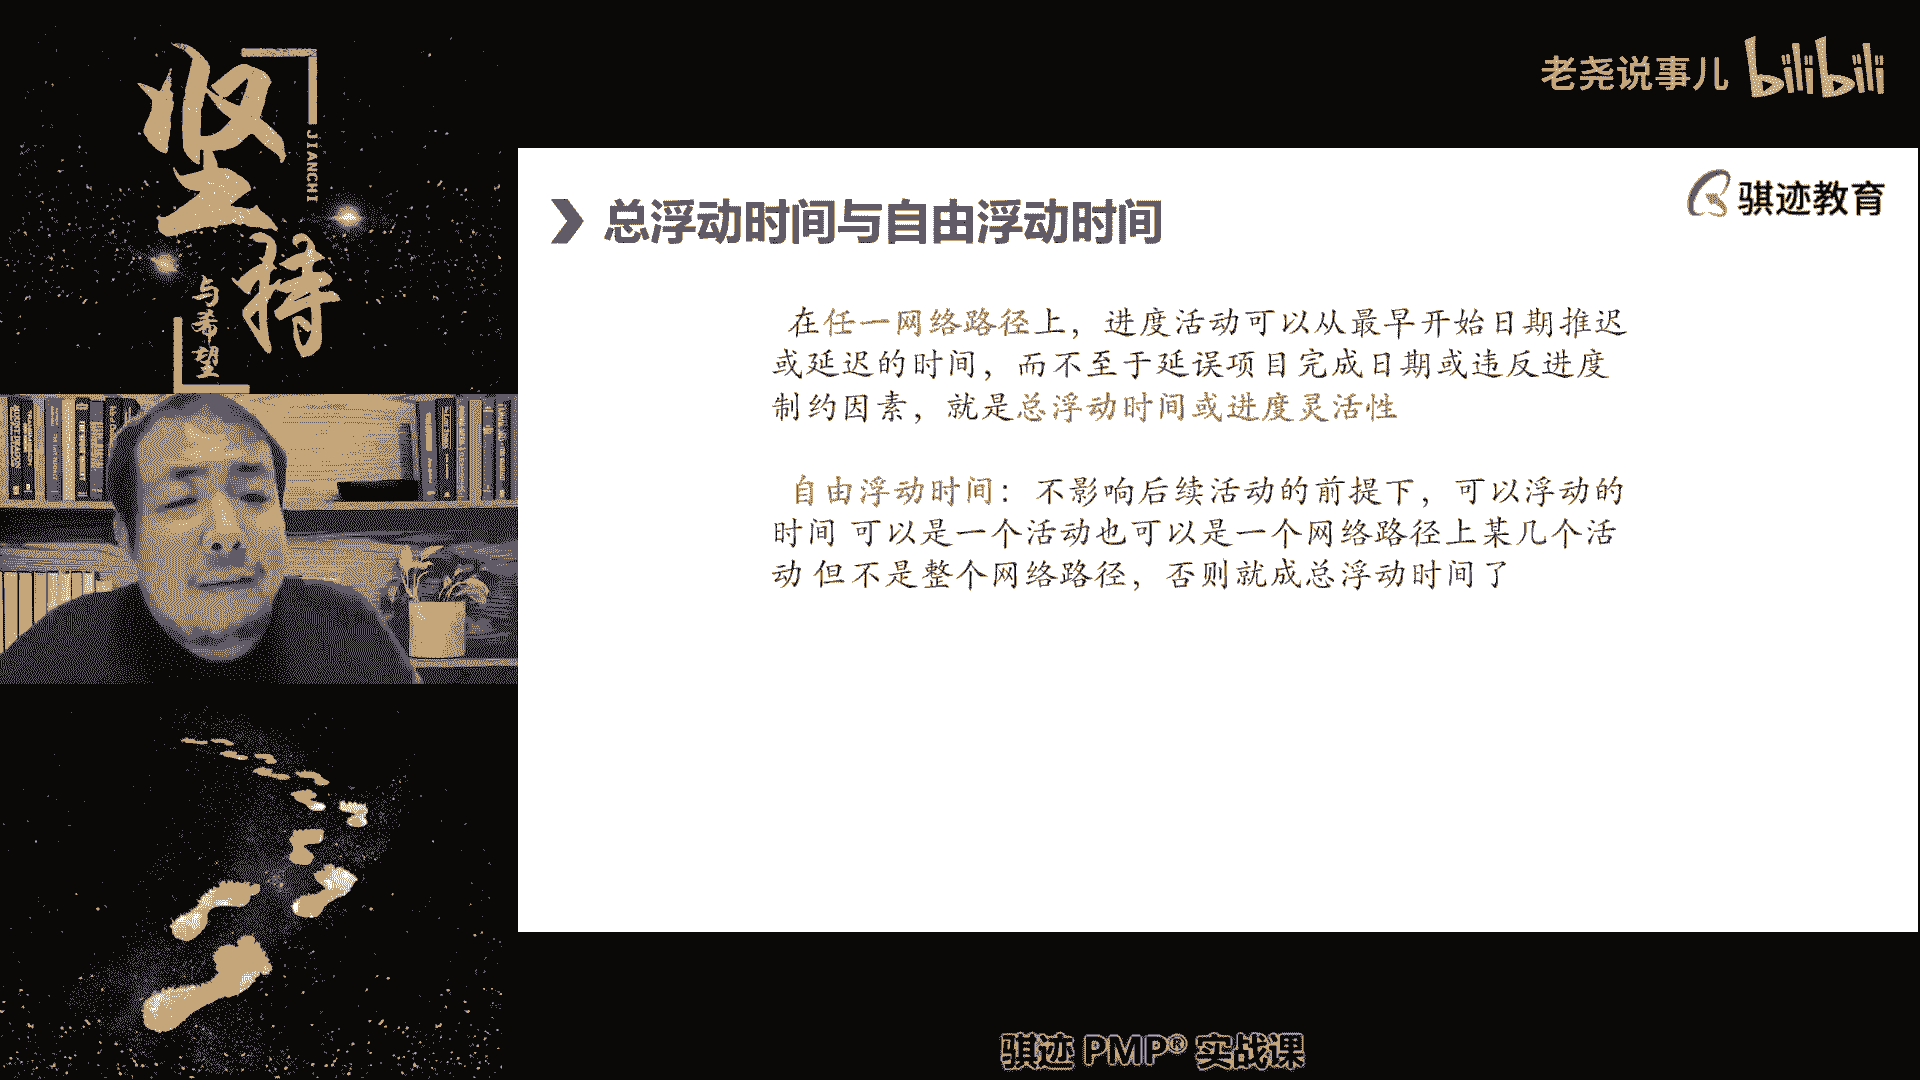 坚持
JIANCHI
与希望
老尧说事儿 bilibili
骐迹教育
总浮动时间与自由浮动时间
在任一网络路径上，进度活动可以从最早开始日期推迟
或延迟的时间，而不至于延误项目完成日期或违反进度
制约因素，就是总浮动时间或进度灵活性
自由浮动时间：不影响后续活动的前提下，可以浮动的
时间 可以是一个活动也可以是一个网络路径上某几个活
动 但不是整个网络路径，否则就成总浮动时间了
骐迹 PMP® 实战课